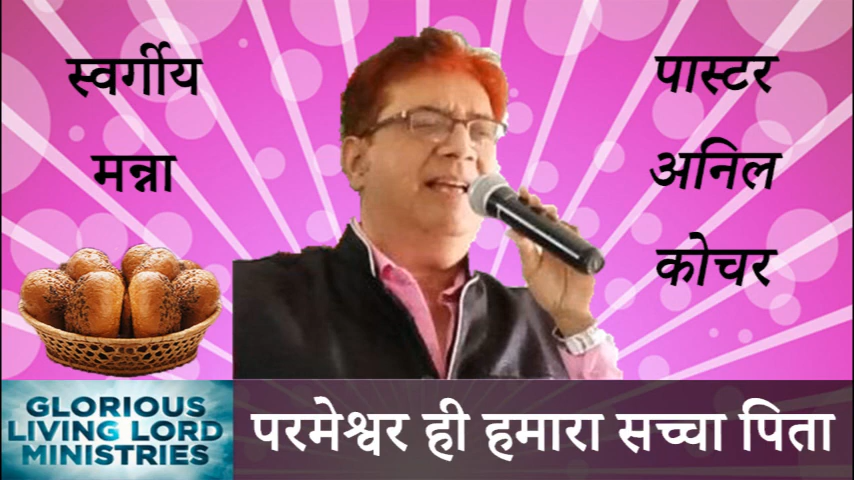 स्वर्गीय
मन्ना
पास्टर
अनिल
कोचर
GLORIOUS
LIVING LORD
MINISTRIES
परमेश्वर ही हमारा सच्चा पिता